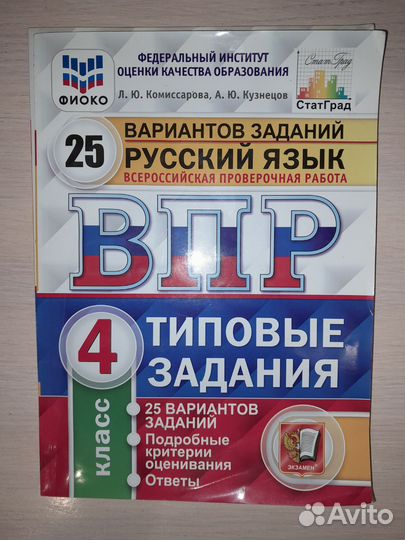 ФЕДЕРАЛЬНЫЙ ИНСТИТУТ
ОЦЕНКИ КАЧЕСТВА ОБРАЗОВАНИЯ
ФИОКО
Л. Ю. Комиссарова, А. Ю. Кузнецов
СтатГрад
СтатГрад
25
ВАРИАНТОВ ЗАДАНИЙ
РУССКИЙ ЯЗЫК
ВСЕРОССИЙСКАЯ ПРОВЕРОЧНАЯ РАБОТА
ВПР
4
класс
ТИПОВЫЕ
ЗАДАНИЯ
25 ВАРИАНТОВ
ЗАДАНИЙ
Подробные
критерии
оценивания
Ответы
ЭКЗАМЕН
Avito